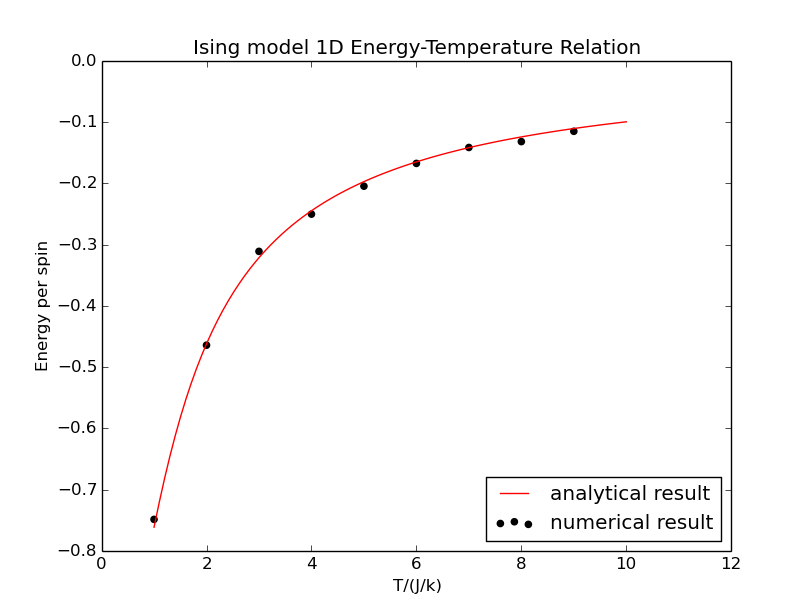 Ising model 1D Energy-Temperature Relation
0.0
−0.1
−0.2
−0.3
−0.4
−0.5
−0.6
−0.7
−0.8
Energy per spin
analytical result
numerical result
0 2 4 6 8 10 12
T/(J/k)